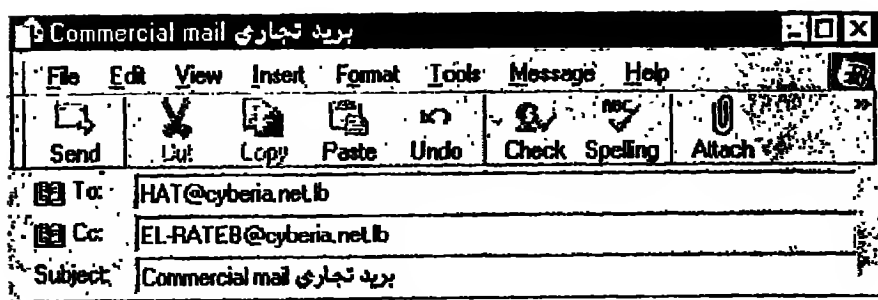 Commercial mail بريد تجاري
File Edit View Insert Format Tools Message Help
Send Cut Copy Paste Undo Check Spelling Attach »
To: HAT@cyberia.net.lb
Cc: EL-RATEB@cyberia.net.lb
Subject: Commercial mail بريد تجاري